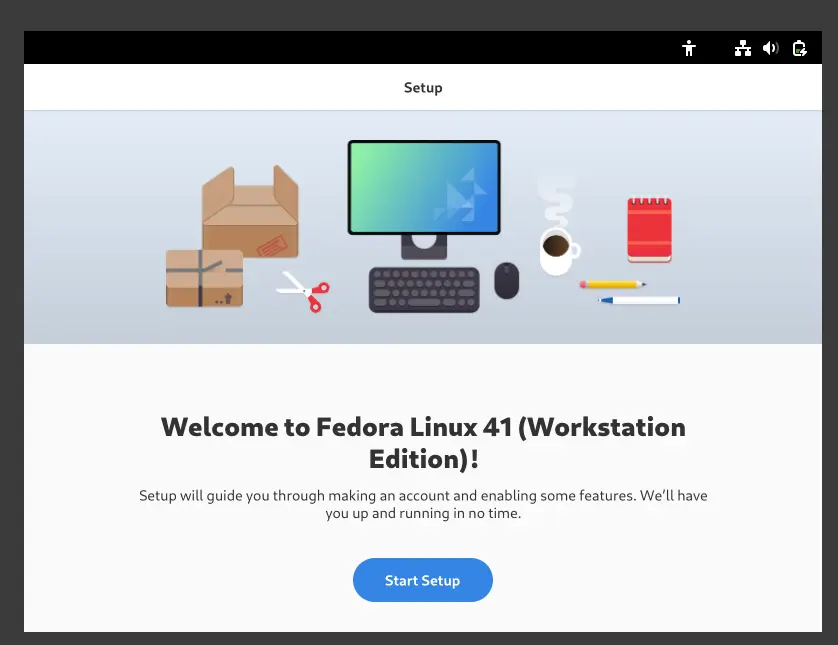 Setup
Welcome to Fedora Linux 41 (Workstation
Edition)!
Setup will guide you through making an account and enabling some features. We’ll have
you up and running in no time.
Start Setup